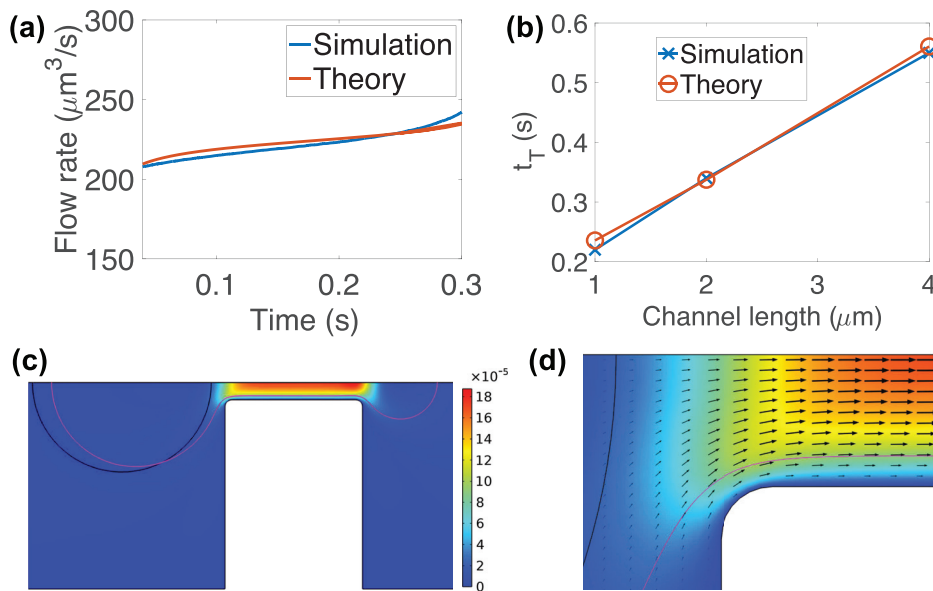 (a)
300
250
200
150
Flow rate (μm³/s)
Simulation
Theory
0.1
0.2
0.3
Time (s)
(b)
0.6
0.5
0.4
0.3
0.2
t_T (s)
Simulation
Theory
1
2
3
4
Channel length (μm)
(c)
×10⁻⁵
18
16
14
12
10
8
6
4
2
0
(d)